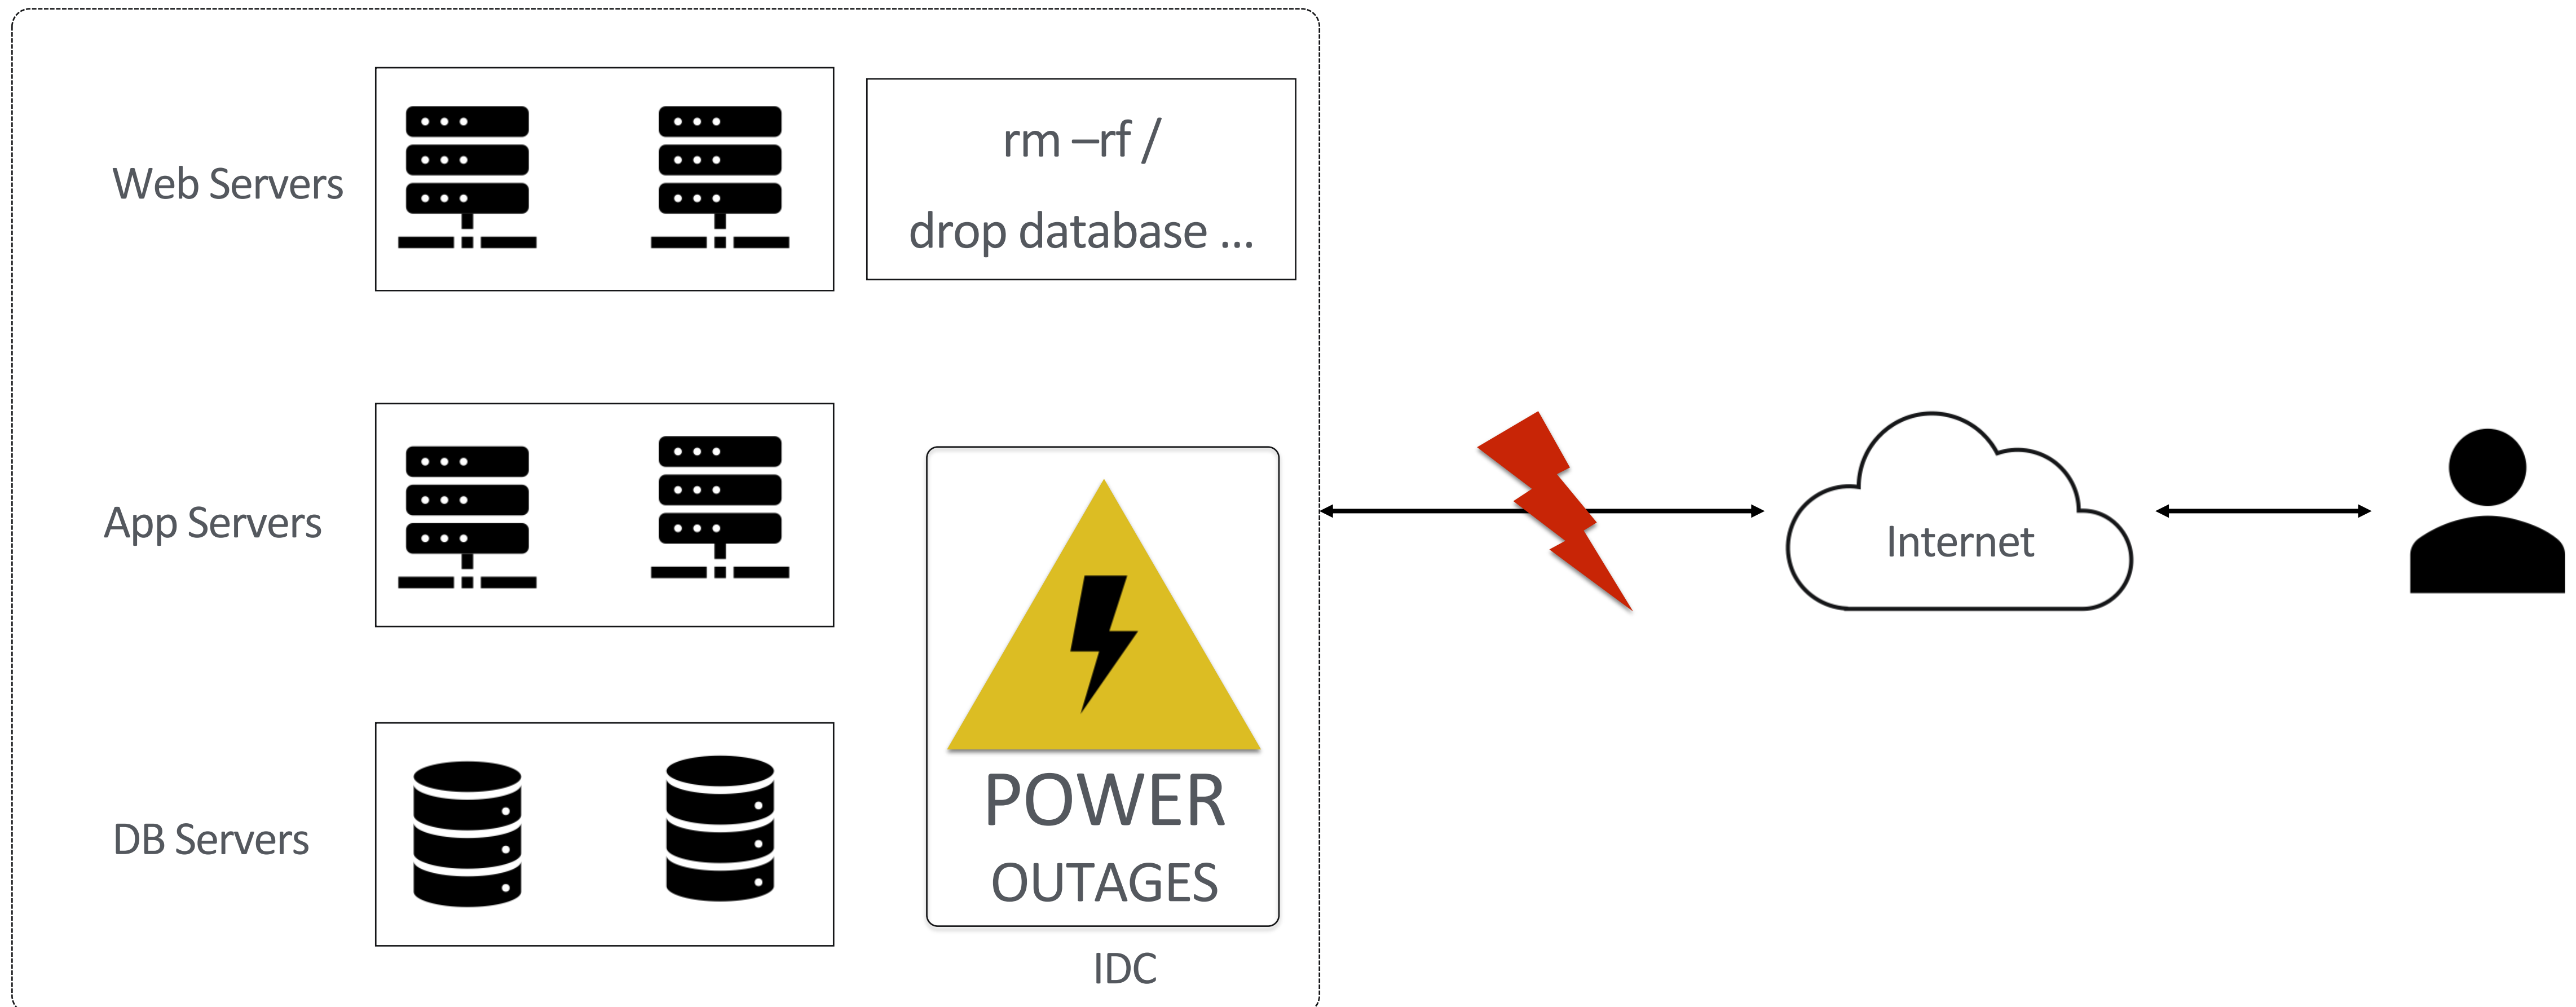 Web Servers
rm –rf /
drop database ...
App Servers
Internet
POWER
OUTAGES
DB Servers
IDC